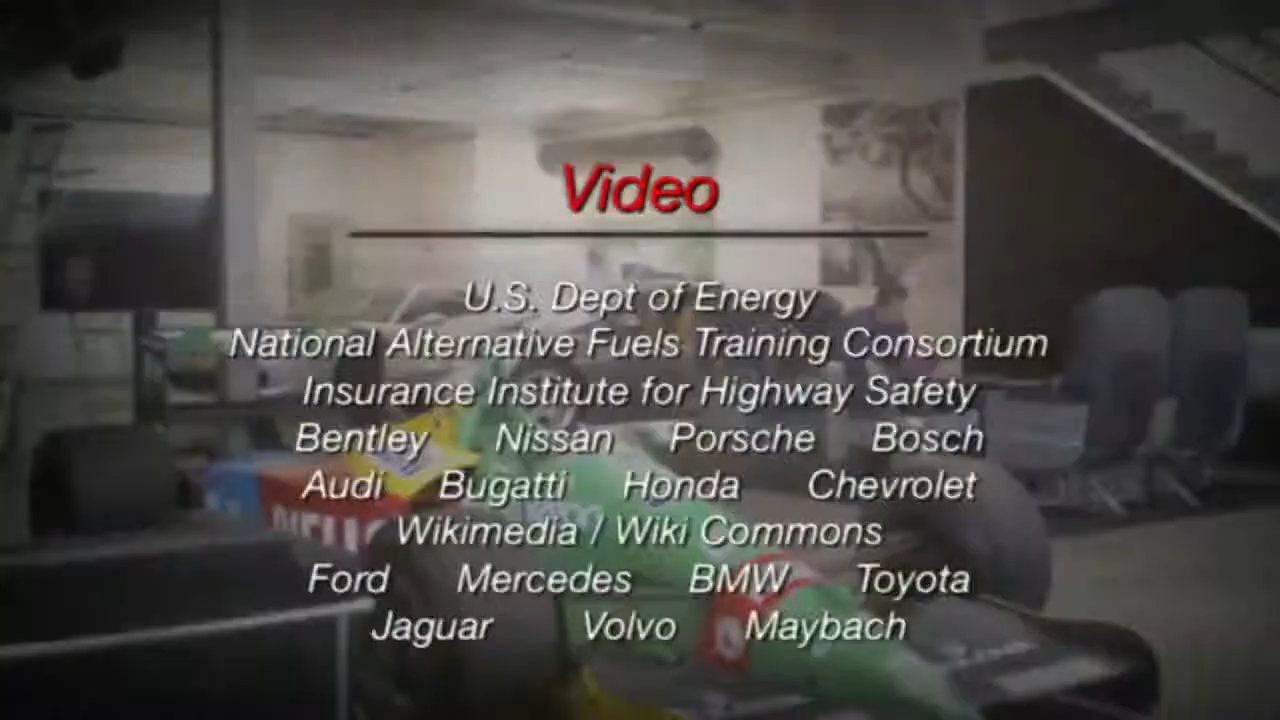 Video
U.S. Dept of Energy
National Alternative Fuels Training Consortium
Insurance Institute for Highway Safety
Bentley Nissan Porsche Bosch
Audi Bugatti Honda Chevrolet
Wikimedia / Wiki Commons
Ford Mercedes BMW Toyota
Jaguar Volvo Maybach